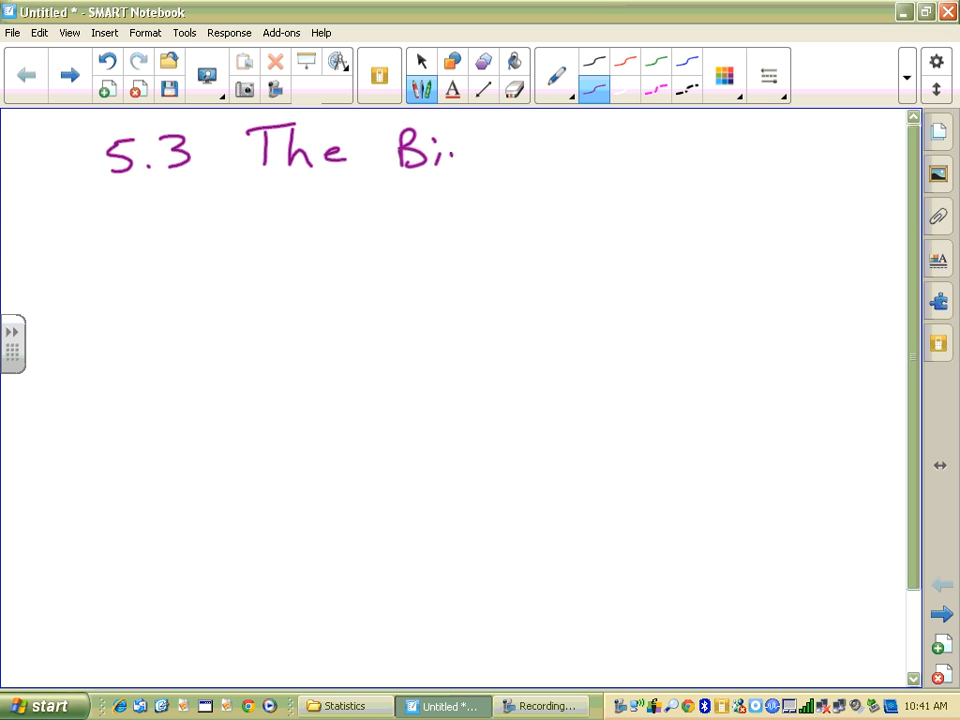 Untitled * - SMART Notebook
File Edit View Insert Format Tools Response Add-ons Help
5.3 The Bi
start Statistics Untitled *... Recording... 10:41 AM